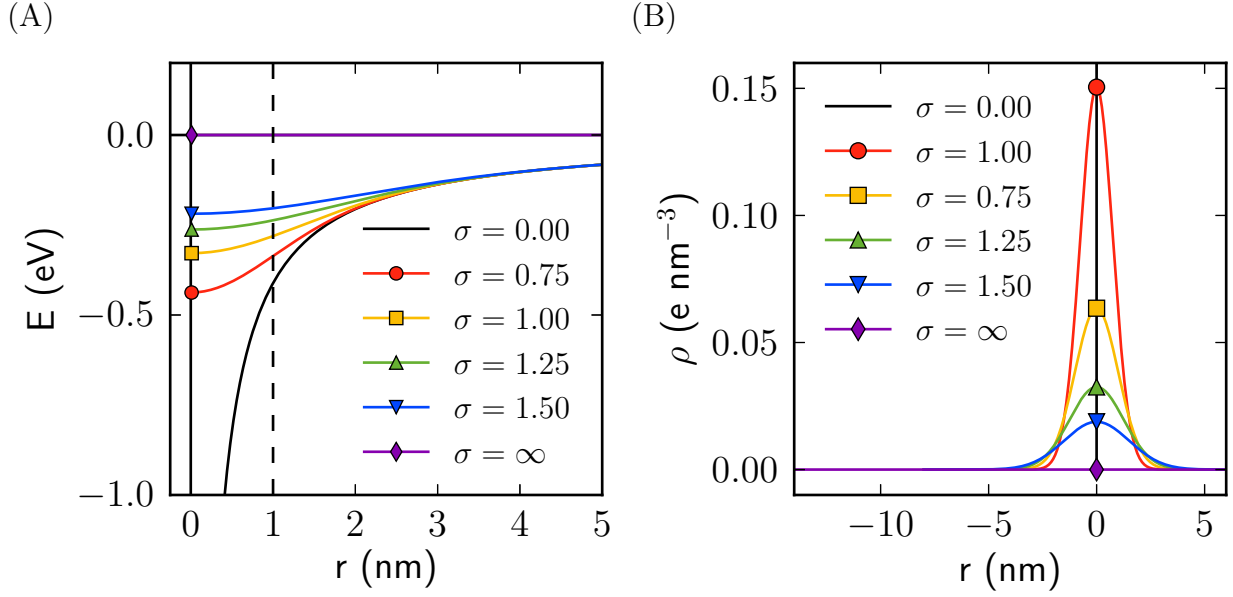 (A)
E (eV)
0.0
−0.5
−1.0
σ = 0.00
σ = 0.75
σ = 1.00
σ = 1.25
σ = 1.50
σ = ∞
0 1 2 3 4 5
r (nm)
(B)
ρ (e nm⁻³)
0.15
0.10
0.05
0.00
σ = 0.00
σ = 1.00
σ = 0.75
σ = 1.25
σ = 1.50
σ = ∞
−10 −5 0 5
r (nm)